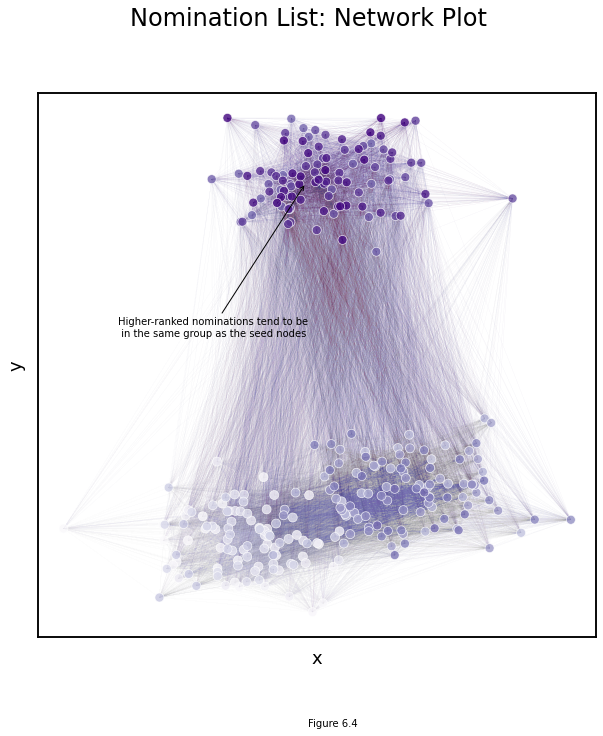 Nomination List: Network Plot
Higher-ranked nominations tend to be
in the same group as the seed nodes
y
x
Figure 6.4